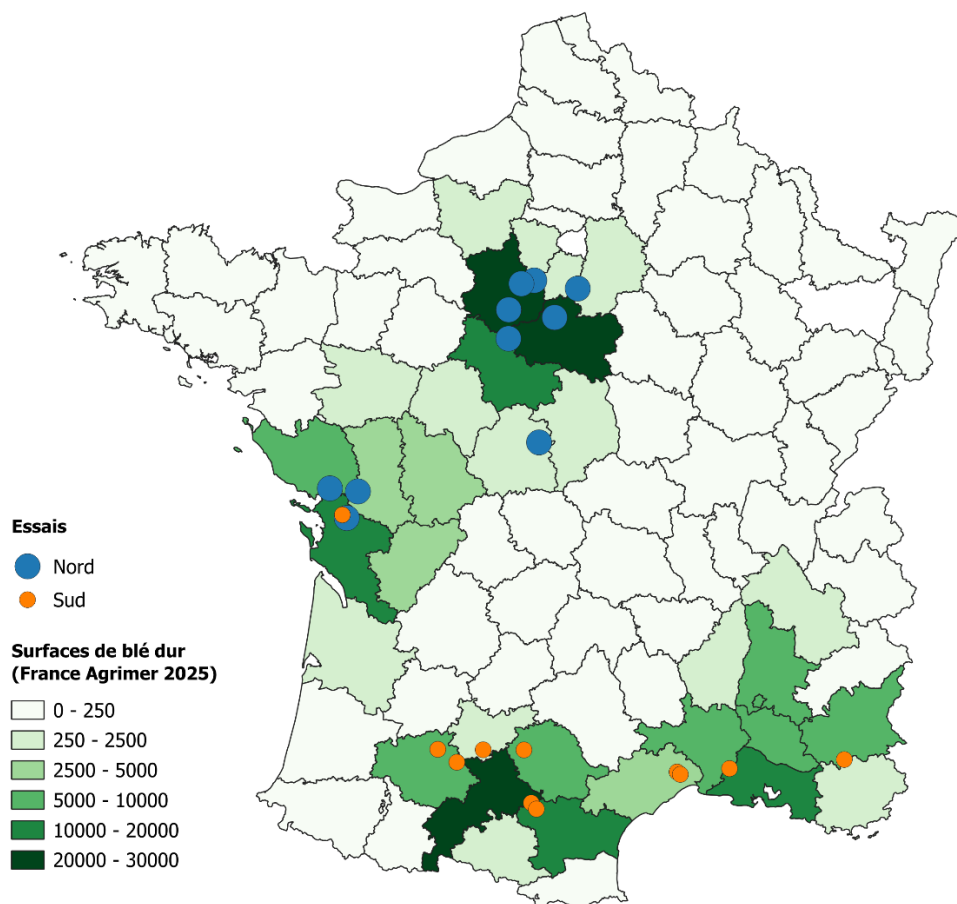 Essais
Nord
Sud
Surfaces de blé dur
(France Agrimer 2025)
0 - 250
250 - 2500
2500 - 5000
5000 - 10000
10000 - 20000
20000 - 30000